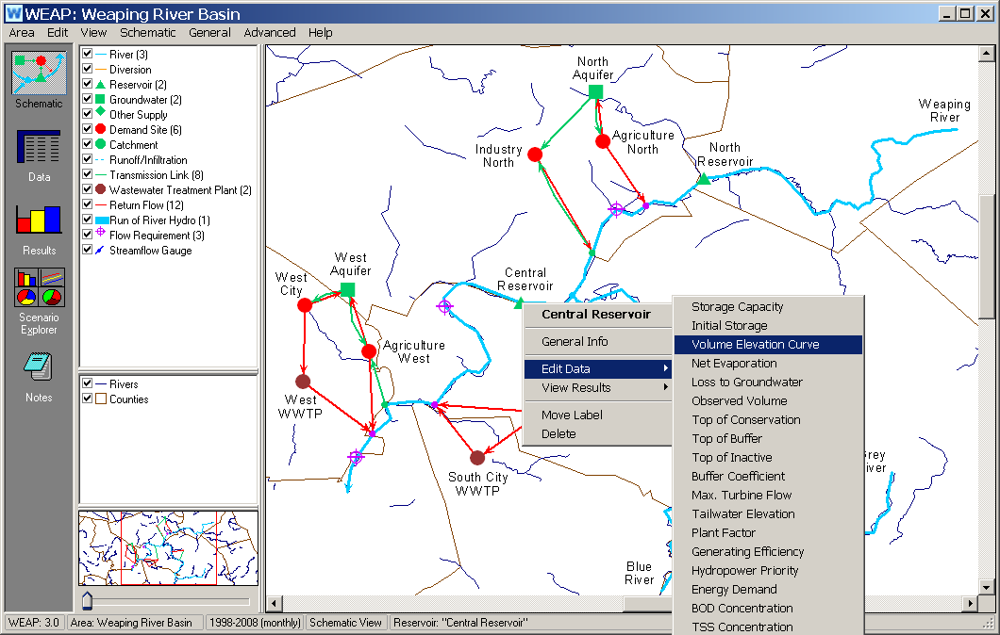 WEAP: Weaping River Basin
Area Edit View Schematic General Advanced Help
Schematic
Data
Results
Scenario
Explorer
Notes
River (3)
Diversion
Reservoir (2)
Groundwater (2)
Other Supply
Demand Site (6)
Catchment
Runoff/Infiltration
Transmission Link (8)
Wastewater Treatment Plant (2)
Return Flow (12)
Run of River Hydro (1)
Flow Requirement (3)
Streamflow Gauge
Rivers
Counties
North
Aquifer
Weaping
River
Industry
North
Agriculture
North
North
Reservoir
West
Aquifer
West
City
Central
Reservoir
Agriculture
West
West
WWTP
South City
WWTP
Blue
River
Central Reservoir
General Info
Edit Data
View Results
Move Label
Delete
Storage Capacity
Initial Storage
Volume Elevation Curve
Net Evaporation
Loss to Groundwater
Observed Volume
Top of Conservation
Top of Buffer
Top of Inactive
Buffer Coefficient
Max. Turbine Flow
Tailwater Elevation
Plant Factor
Generating Efficiency
Hydropower Priority
Energy Demand
BOD Concentration
TSS Concentration
WEAP: 3.0 Area: Weaping River Basin 1998-2008 (monthly) Schematic View Reservoir: "Central Reservoir"